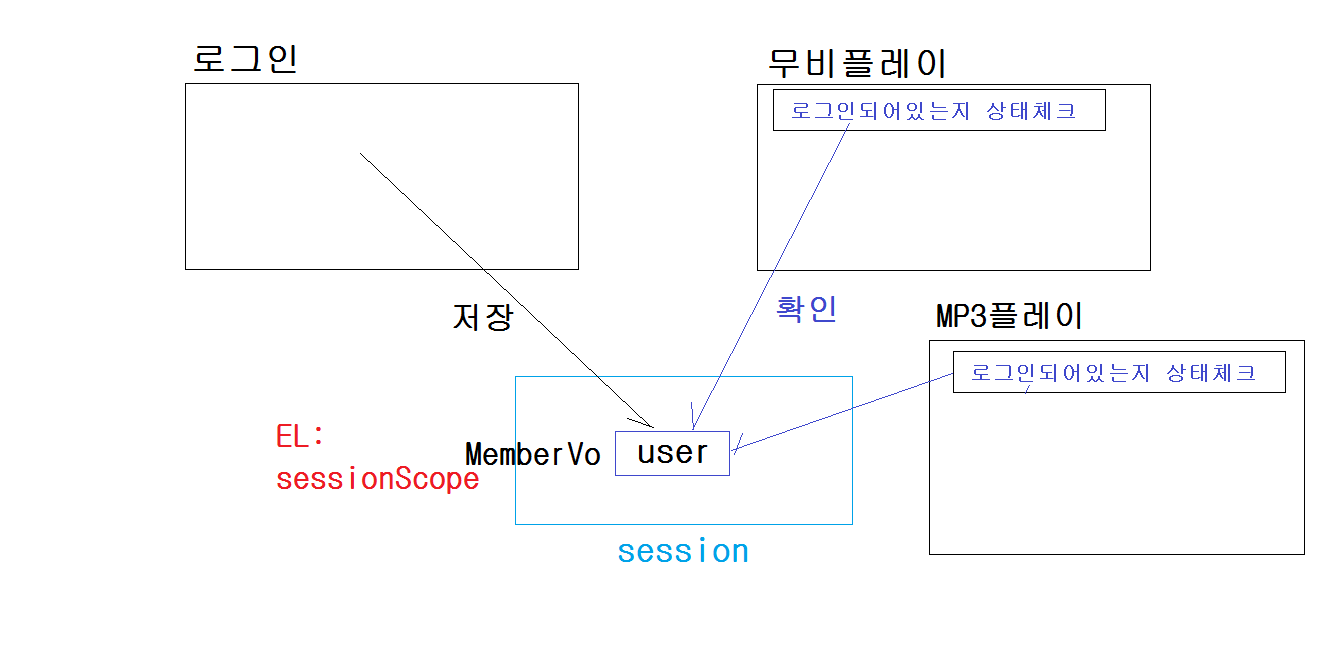 로그인
무비플레이
로그인되어있는지 상태체크
저장
확인
MP3플레이
로그인되어있는지 상태체크
EL:
sessionScope
MemberVo
user
session